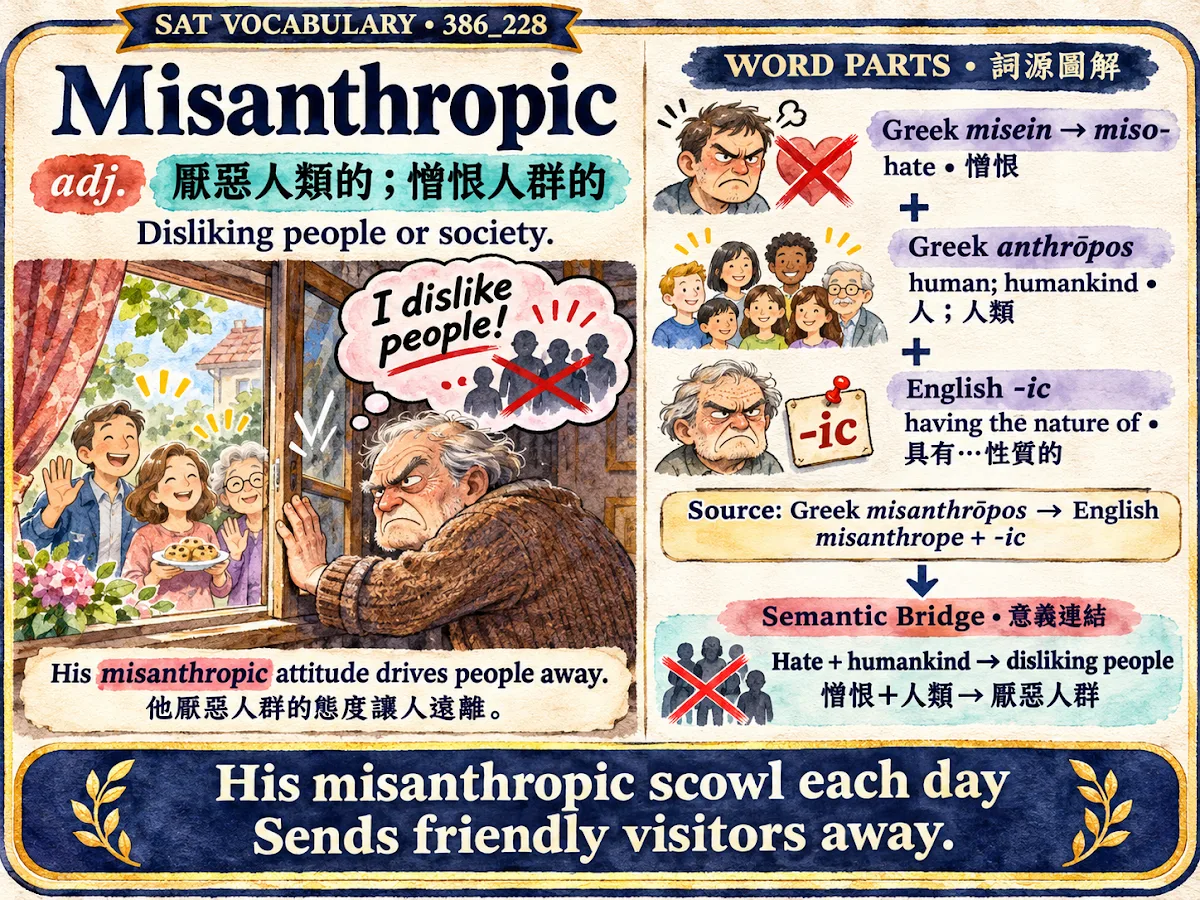 SAT VOCABULARY • 386_228
Misanthropic
adj.
厭惡人類的；憎恨人群的
Disliking people or society.
I dislike
people!
His misanthropic attitude drives people away.
他厭惡人群的態度讓人遠離。
WORD PARTS • 詞源圖解
Greek misein → miso-
hate • 憎恨
+
Greek anthrōpos
human; humankind •
人；人類
+
English -ic
-ic
having the nature of •
具有…性質的
Source: Greek misanthrōpos → English
misanthrope + -ic
Semantic Bridge • 意義連結
Hate + humankind → disliking people
憎恨＋人類 → 厭惡人群
His misanthropic scowl each day
Sends friendly visitors away.